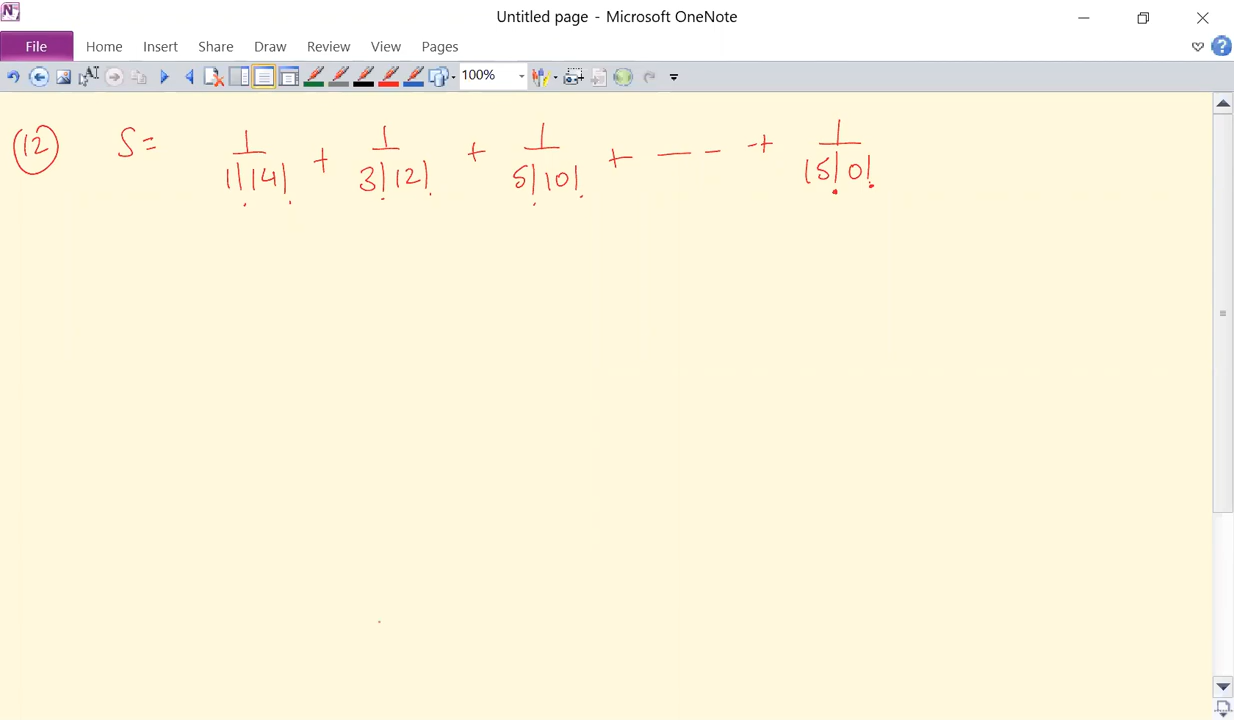 Untitled page - Microsoft OneNote
File Home Insert Share Draw Review View Pages
100%
(12) S = 1/(1! 14!) + 1/(3! 12!) + 1/(5! 10!) + — - -+ 1/(15! 0!)